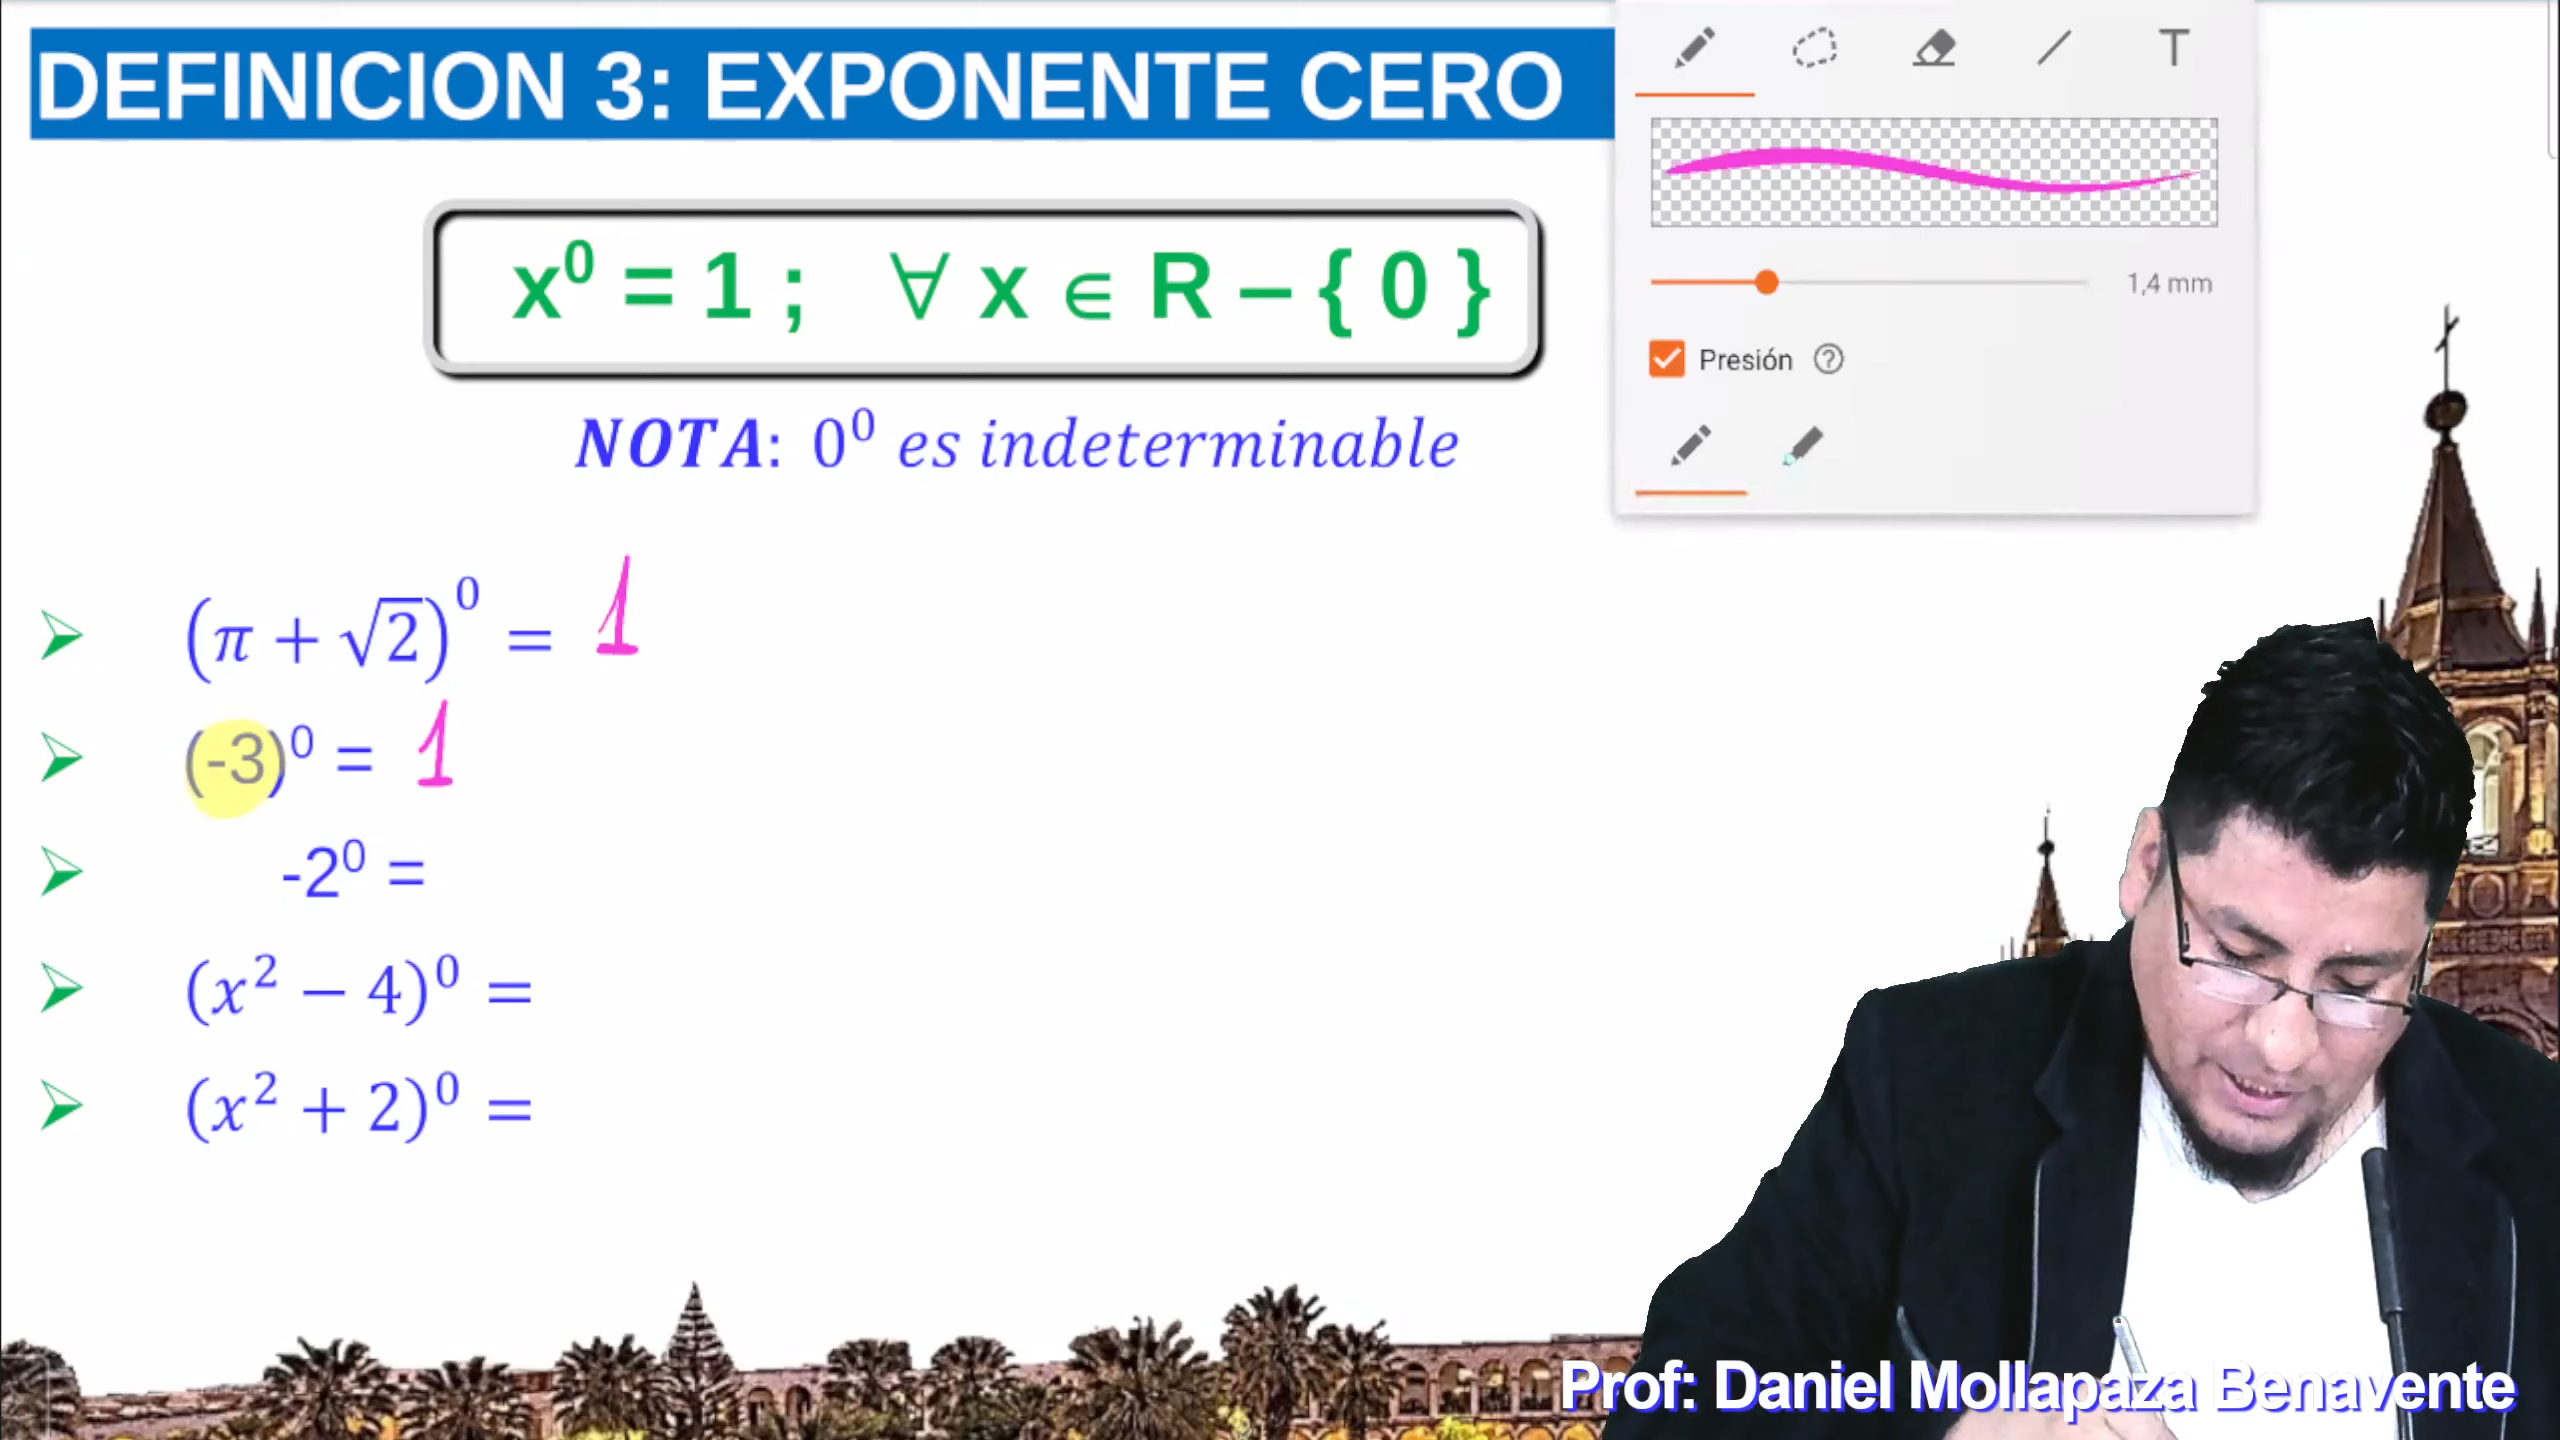 DEFINICION 3: EXPONENTE CERO
T
x⁰ = 1 ; ∀ x ∈ R – { 0 }
1,4 mm
Presión ?
NOTA: 0⁰ es indeterminable
(π + √2)⁰ = 1
(-3)⁰ = 1
-2⁰ =
(x² − 4)⁰ =
(x² + 2)⁰ =
Prof: Daniel Mollapaza Benavente